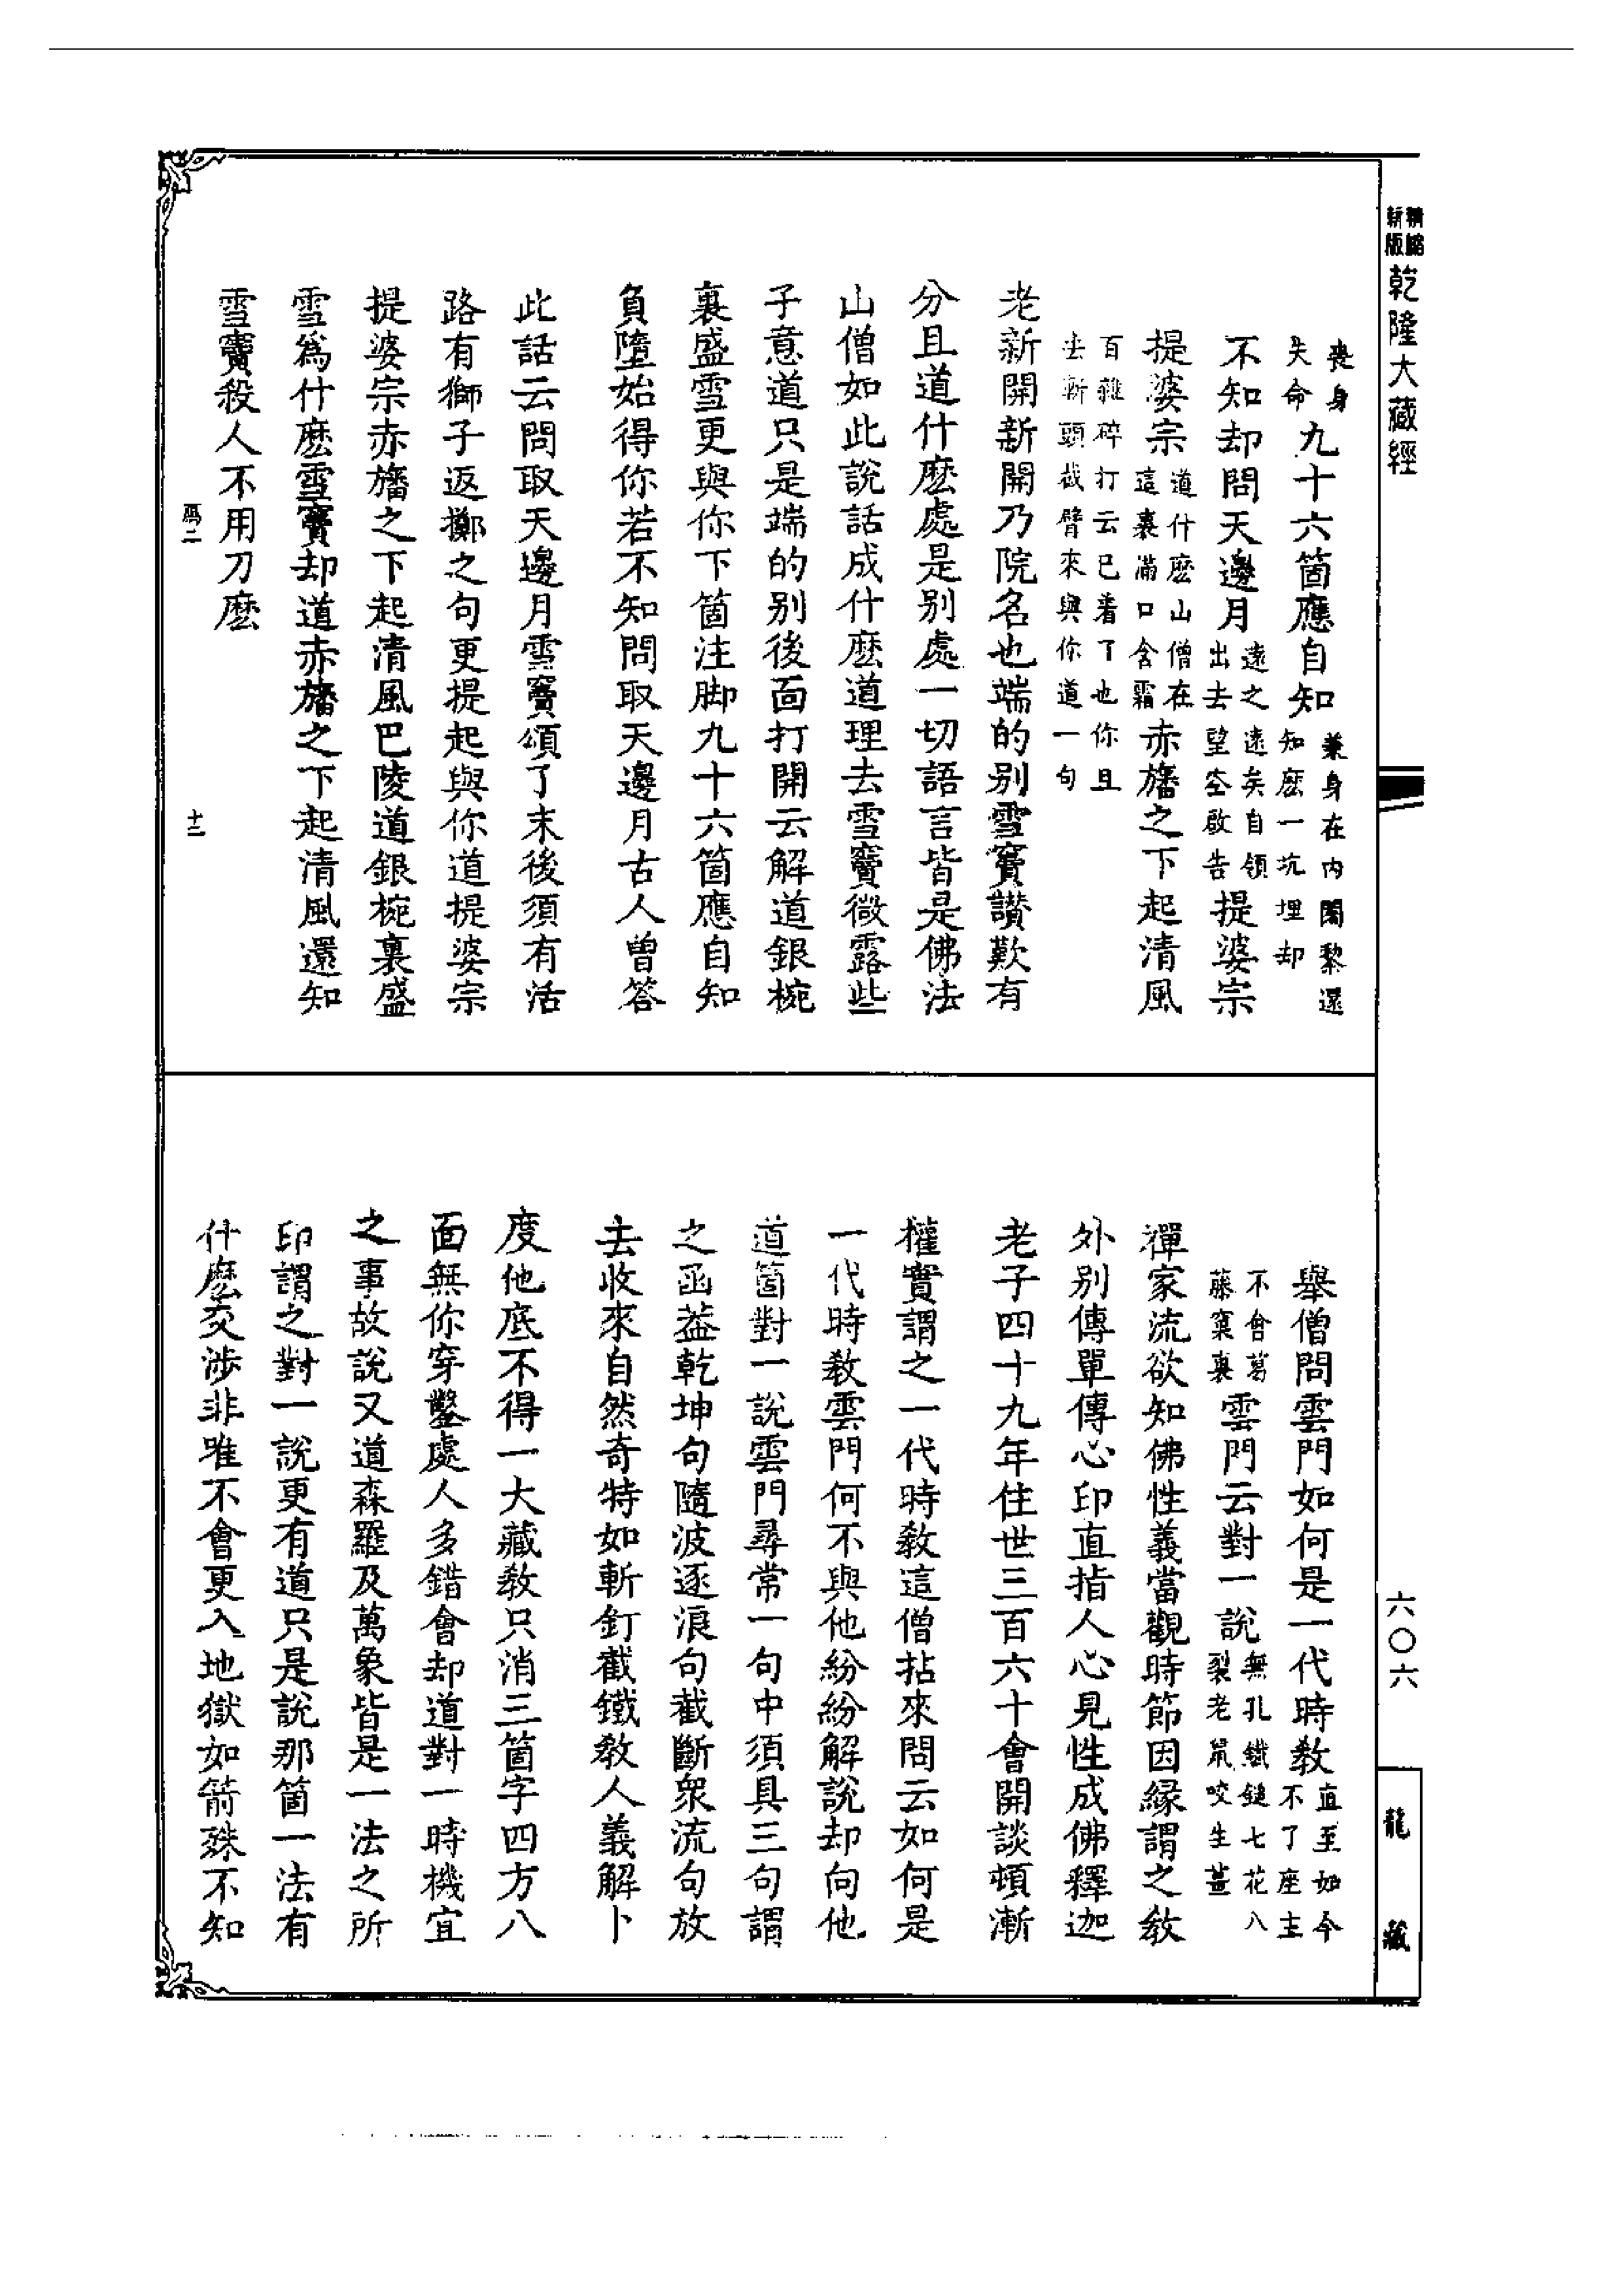 精縮
新版
乾隆大藏經
六〇六
龍藏
喪身失命九十六箇應自知兼身在内闍黎還知麽一坑埋却
不知却問天邊月遠之遠矣自領出去望空啟告提婆宗
提婆宗道什麽山僧在這裏滿口含霜赤旛之下起清風
百雜碎打云已着了也你且去斬頭截臂來與你道一句
老新開新開乃院名也端的别雪竇讃歎有
分且道什麽處是别處一切語言皆是佛法
山僧如此說話成什麽道理去雪竇微露些
子意道只是端的别後面打開云解道銀椀
裏盛雪更與你下箇注脚九十六箇應自知
負墮始得你若不知問取天邊月古人曾答
此話云問取天邊月雪竇頌了末後須有活
路有獅子返擲之句更提起與你道提婆宗
提婆宗赤旛之下起清風巴陵道銀椀裏盛
雪爲什麽雪竇却道赤旛之下起清風還知
雪竇殺人不用刀麽
十二
舉僧問雲門如何是一代時教直至如今不了座主
不會葛藤窠裏雲門云對一說無孔鐵鎚七花八裂老鼠咬生薑
禪家流欲知佛性義當觀時節因緣謂之教
外别傳單傳心印直指人心見性成佛釋迦
老子四十九年住世三百六十會開談頓漸
權實謂之一代時教這僧拈來問云如何是
一代時教雲門何不與他紛紛解說却向他
道箇對一說雲門尋常一句中須具三句謂
之函葢乾坤句隨波逐浪句截斷衆流句放
去收來自然奇特如斬釘截鐵教人義解卜
度他底不得一大藏教只消三箇字四方八
面無你穿鑿處人多錯會却道對一時機宜
之事故說又道森羅及萬象皆是一法之所
印謂之對一說更有道只是說那箇一法有
什麽交涉非唯不會更入地獄如箭殊不知